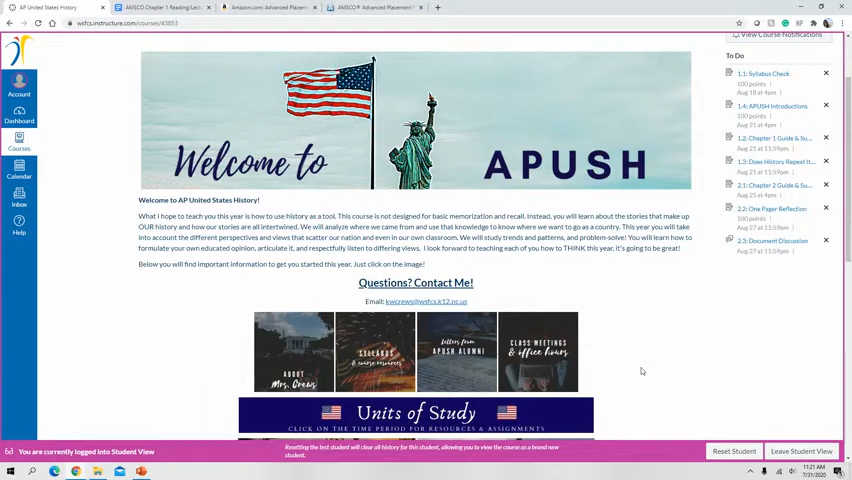 AP United States History
AMSCO Chapter 1 Reading/Lect
Amazon.com: Advanced Placem
AMSCO® Advanced Placement
wsfcs.instructure.com/courses/43853
View Course Notifications
Account
Dashboard
Courses
Calendar
Inbox
Help
Welcome to APUSH
Welcome to AP United States History!
What I hope to teach you this year is how to use history as a tool. This course is not designed for basic memorization and recall. Instead, you will learn about the stories that make up
OUR history and how our stories are all intertwined. We will analyze where we came from and use that knowledge to know where we want to go as a country. This year you will take
into account the different perspectives and views that scatter our nation and even in our own classroom. We will study trends and patterns, and problem-solve! You will learn how to
formulate your own educated opinion, articulate it, and respectfully listen to differing views. I look forward to teaching each of you how to THINK this year, it's going to be great!
Below you will find important information to get you started this year. Just click on the image!
Questions? Contact Me!
Email: kwcrews@wsfcs.k12.nc.us
ABOUT
Mrs. Crews
SYLLABUS
& course resources
Letters from
APUSH ALUMNI
CLASS MEETINGS
& office hours
Units of Study
CLICK ON THE TIME PERIOD FOR RESOURCES & ASSIGNMENTS
To Do
1.1: Syllabus Check
100 points |
Aug 18 at 4pm |
1.4: APUSH Introductions
100 points |
Aug 21 at 4pm |
1.2: Chapter 1 Guide & Su...
Aug 21 at 11:59pm |
1.3: Does History Repeat It...
Aug 21 at 11:59pm |
2.1: Chapter 2 Guide & Su...
Aug 25 at 4pm |
2.2: One Pager Reflection
100 points |
Aug 27 at 11:59pm |
2.3: Document Discussion
Aug 27 at 11:59pm |
You are currently logged into Student View
Resetting the test student will clear all history for this student, allowing you to view the course as a brand new
student.
Reset Student
Leave Student View
11:21 AM
7/31/2020